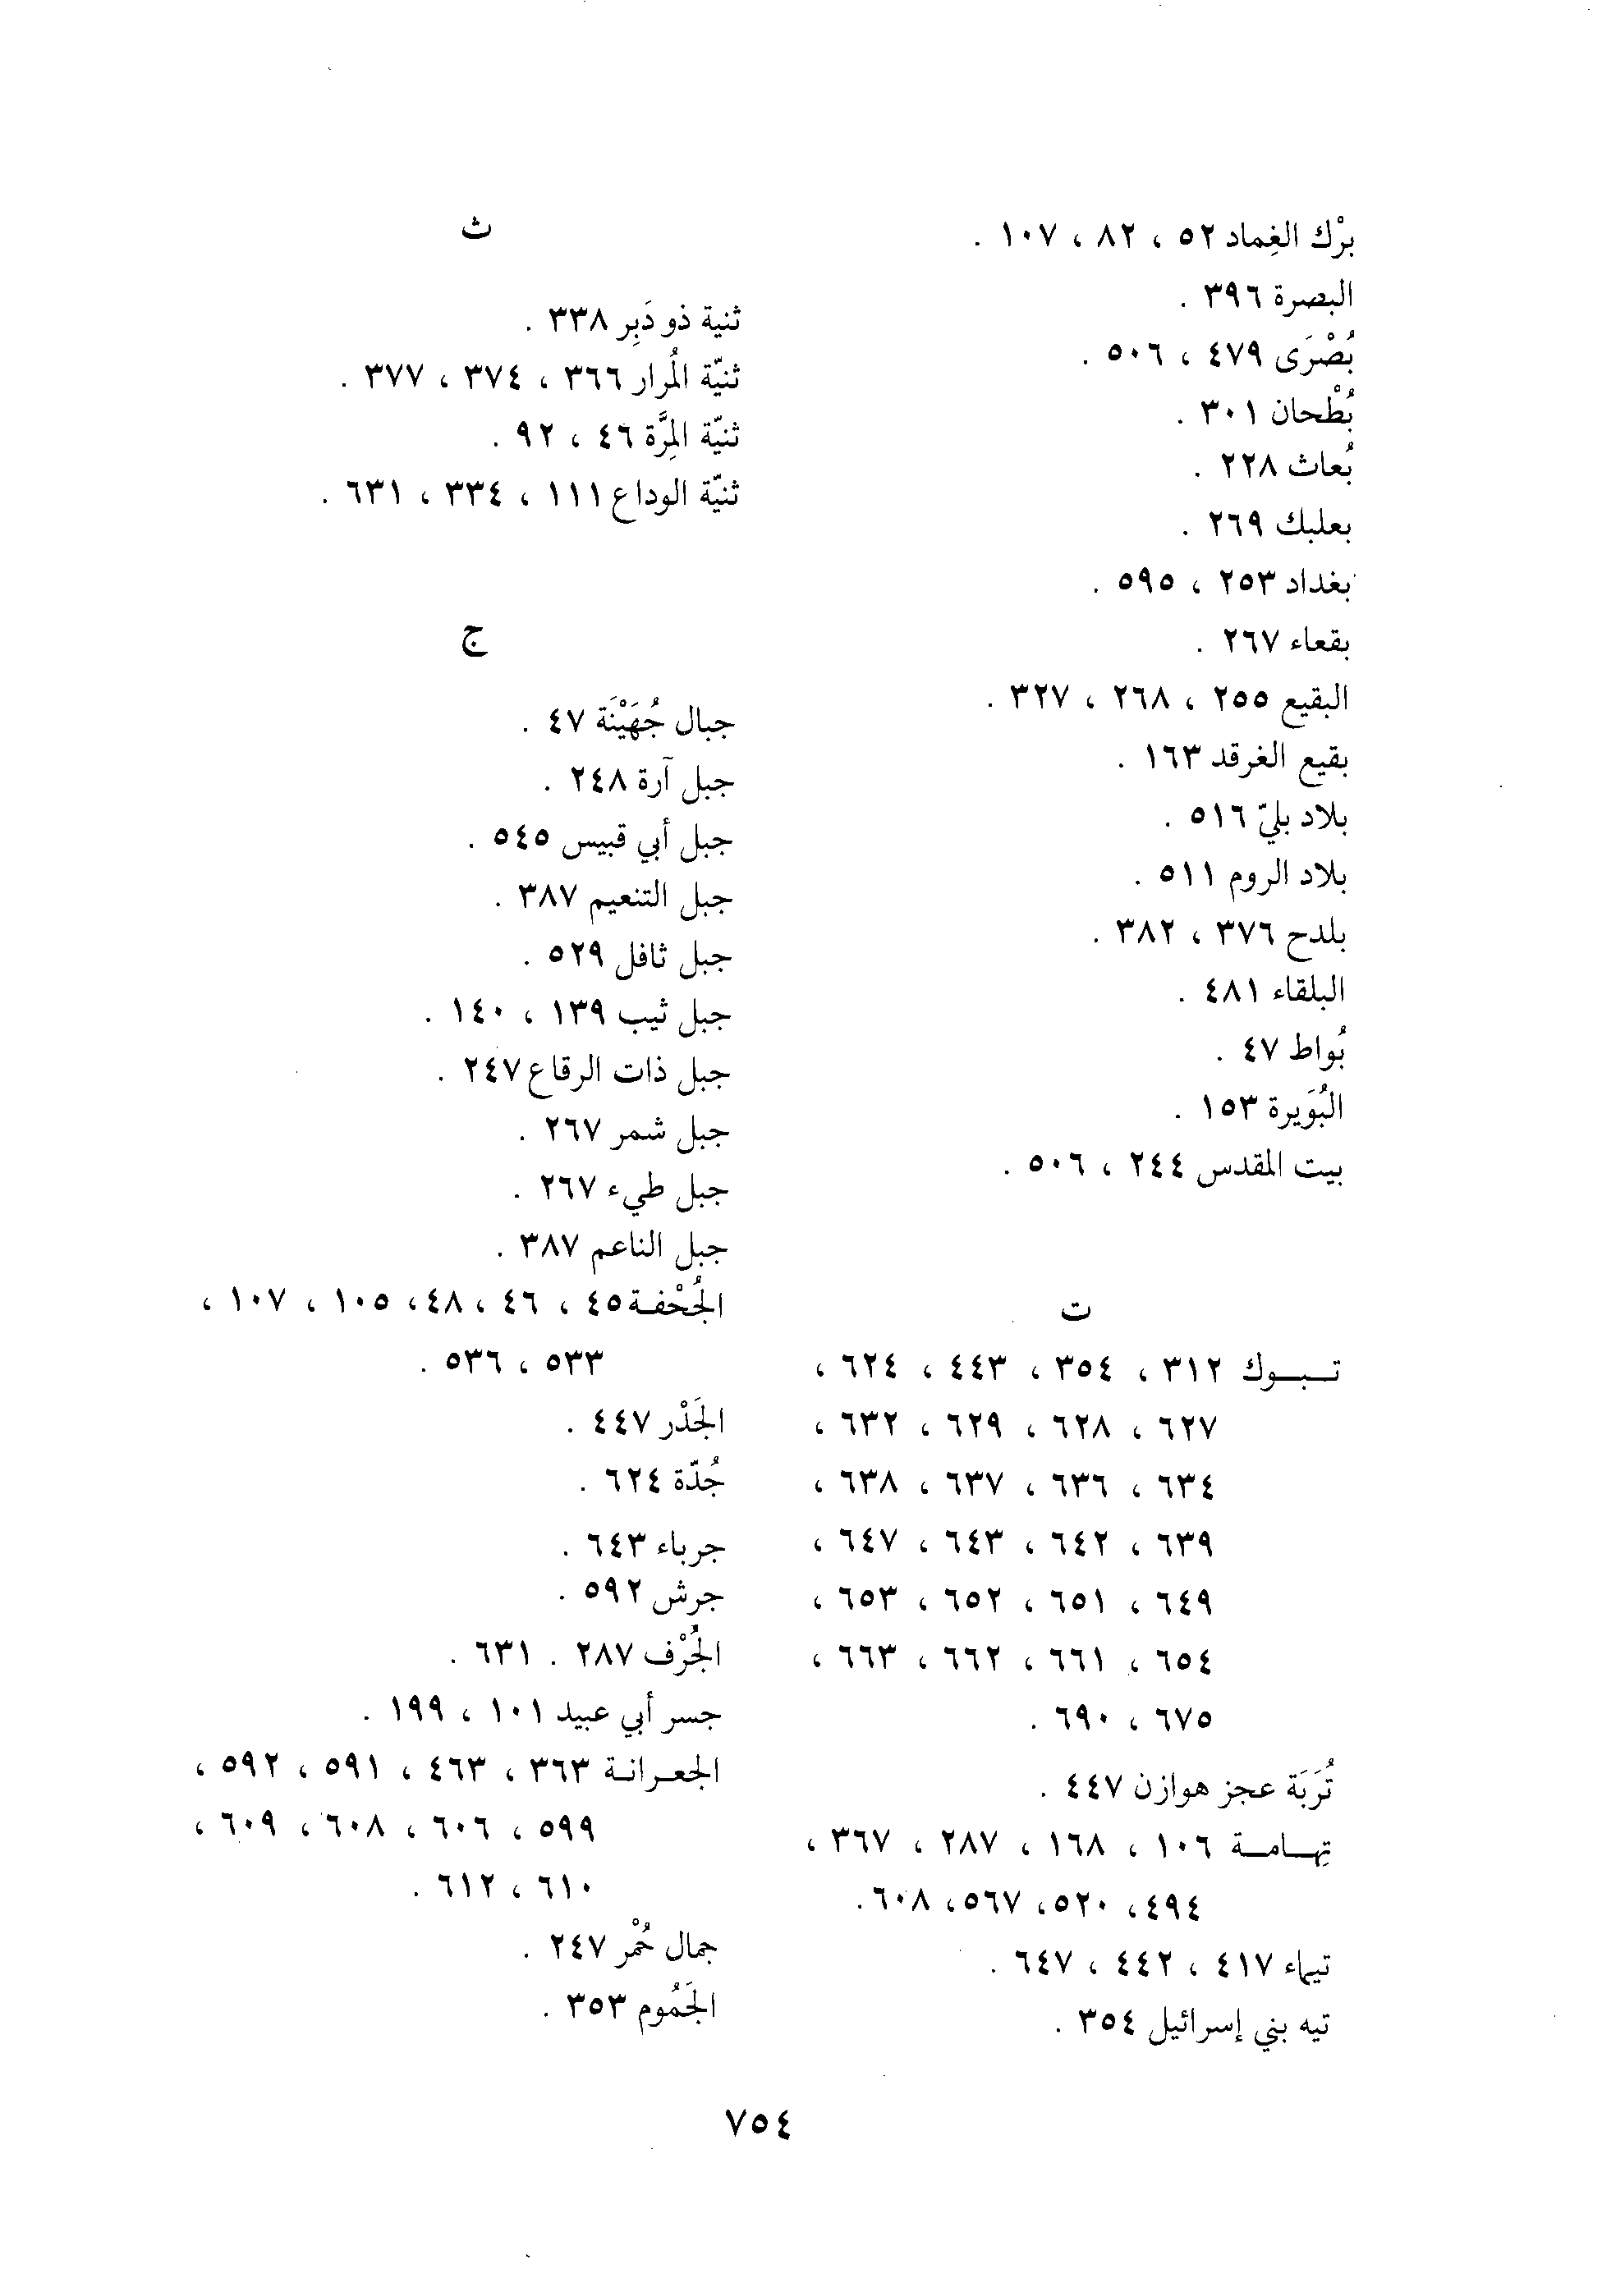 برْك الغِماد ٥٢ ، ٨٢ ، ١٠٧ .
البصرة ٣٩٦ .
بُصْرَى ٤٧٩ ، ٥٠٦ .
بُطْحان ٣٠١ .
بُعاث ٢٢٨ .
بعلبك ٢٦٩ .
بغداد ٢٥٣ ، ٥٩٥ .
بقعاء ٢٦٧ .
البقيع ٢٥٥ ، ٢٦٨ ، ٣٢٧ .
بقيع الغرقد ١٦٣ .
بلاد بليّ ٥١٦ .
بلاد الروم ٥١١ .
بلدح ٣٧٦ ، ٣٨٢ .
البلقاء ٤٨١ .
بُواط ٤٧ .
البُوَيرة ١٥٣ .
بيت المقدس ٢٤٤ ، ٥٠٦ .
ت
تـبـوك ٣١٢ ، ٣٥٤ ، ٤٤٣ ، ٦٢٤ ،
٦٢٧ ، ٦٢٨ ، ٦٢٩ ، ٦٣٢ ،
٦٣٤ ، ٦٣٦ ، ٦٣٧ ، ٦٣٨ ،
٦٣٩ ، ٦٤٢ ، ٦٤٣ ، ٦٤٧ ،
٦٤٩ ، ٦٥١ ، ٦٥٢ ، ٦٥٣ ،
٦٥٤ ، ٦٦١ ، ٦٦٢ ، ٦٦٣ ،
٦٧٥ ، ٦٩٠ .
تُرَبَة عجز هوازن ٤٤٧ .
تِهـامـة ١٠٦ ، ١٦٨ ، ٢٨٧ ، ٣٦٧ ،
٤٩٤، ٥٢٠، ٥٦٧، ٦٠٨.
تيماء ٤١٧ ، ٤٤٢ ، ٦٤٧ .
تيه بني إسرائيل ٣٥٤ .
ث
ثنية ذو دَبِر ٣٣٨ .
ثنيّة المُرار ٣٦٦ ، ٣٧٤ ، ٣٧٧ .
ثنيّة المِرَّة ٤٦ ، ٩٢ .
ثنيّة الوداع ١١١ ، ٣٣٤ ، ٦٣١ .
ج
جبال جُهَيْنَة ٤٧ .
جبل آرة ٢٤٨ .
جبل أبي قبيس ٥٤٥ .
جبل التنعيم ٣٨٧ .
جبل ثافل ٥٢٩ .
جبل ثيب ١٣٩ ، ١٤٠ .
جبل ذات الرقاع ٢٤٧ .
جبل شمر ٢٦٧ .
جبل طيء ٢٦٧ .
جبل الناعم ٣٨٧ .
الجُحْفـة ٤٥ ، ٤٦ ، ٤٨، ١٠٥ ، ١٠٧ ،
٥٣٣ ، ٥٣٦ .
الجَدْر ٤٤٧ .
جُدّة ٦٢٤ .
جرباء ٦٤٣ .
جرش ٥٩٢ .
الجُرْف ٢٨٧ . ٦٣١ .
جسر أبي عبيد ١٠١ ، ١٩٩ .
الجعـرانـة ٣٦٣ ، ٤٦٣ ، ٥٩١ ، ٥٩٢ ،
٥٩٩ ، ٦٠٦ ، ٦٠٨ ، ٦٠٩ ،
٦١٠ ، ٦١٢ .
جمال حُمْر ٢٤٧ .
الجَمُوم ٣٥٣ .
٧٥٤